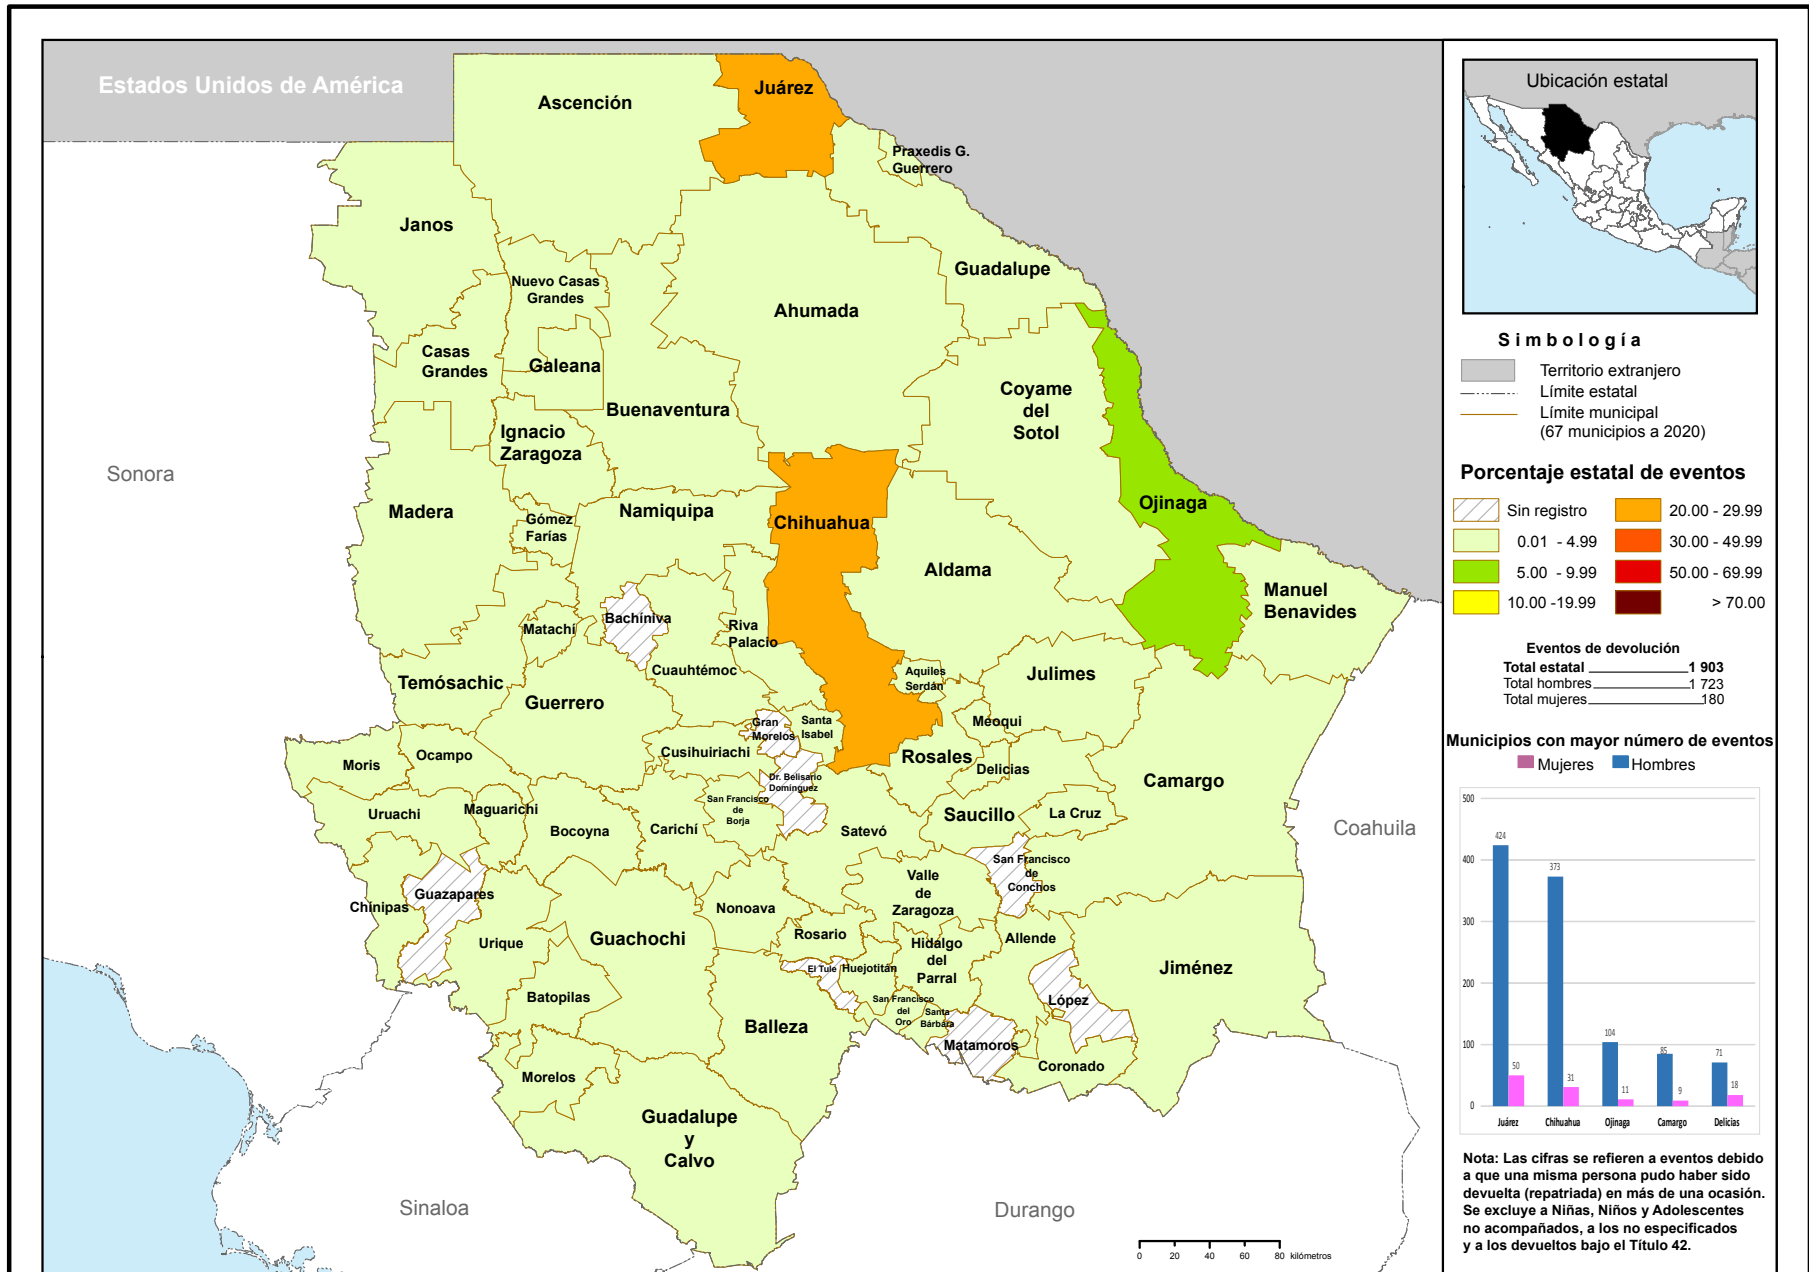 Estados Unidos de América
Ascención
Juárez
Praxedis G.
Guerrero
Janos
Guadalupe
Nuevo Casas
Grandes
Ahumada
Casas
Grandes
Galeana
Coyame
del
Sotol
Buenaventura
Ignacio
Zaragoza
Sonora
Madera
Namiquipa
Chihuahua
Ojinaga
Gómez
Farías
Aldama
Manuel
Benavides
Bachíniva
Matachí
Riva
Palacio
Cuauhtémoc
Aquiles
Serdán
Julimes
Temósachic
Guerrero
Gran
Morelos
Santa
Isabel
Meoqui
Cusihuiriachi
Rosales
Delicias
Ocampo
Moris
Camargo
Dr. Belisario
Domínguez
San Francisco
de
Borja
Maguarichi
Uruachi
Bocoyna
Carichí
Satevó
Saucillo
La Cruz
Coahuila
San Francisco
de
Conchos
Valle
de
Zaragoza
Guazapares
Chinipas
Nonoava
Rosario
Allende
Urique
Guachochi
Hidalgo
del
Parral
El Tule
Huejotitán
Jiménez
Batopilas
San Francisco
del
Oro
Santa
Bárbara
López
Balleza
Matamoros
Coronado
Morelos
Guadalupe
y
Calvo
Sinaloa
Durango
0 20 40 60 80 kilómetros
Ubicación estatal
Simbología
Territorio extranjero
Límite estatal
Límite municipal
(67 municipios a 2020)
Porcentaje estatal de eventos
Sin registro 20.00 - 29.99
0.01 - 4.99 30.00 - 49.99
5.00 - 9.99 50.00 - 69.99
10.00 -19.99 > 70.00
Eventos de devolución
Total estatal 1 903
Total hombres 1 723
Total mujeres 180
Municipios con mayor número de eventos
Mujeres Hombres
500
400
300
200
100
0
424
50
373
31
104
11
85
9
71
18
Juárez Chihuahua Ojinaga Camargo Delicias
Nota: Las cifras se refieren a eventos debido
a que una misma persona pudo haber sido
devuelta (repatriada) en más de una ocasión.
Se excluye a Niñas, Niños y Adolescentes
no acompañados, a los no especificados
y a los devueltos bajo el Título 42.